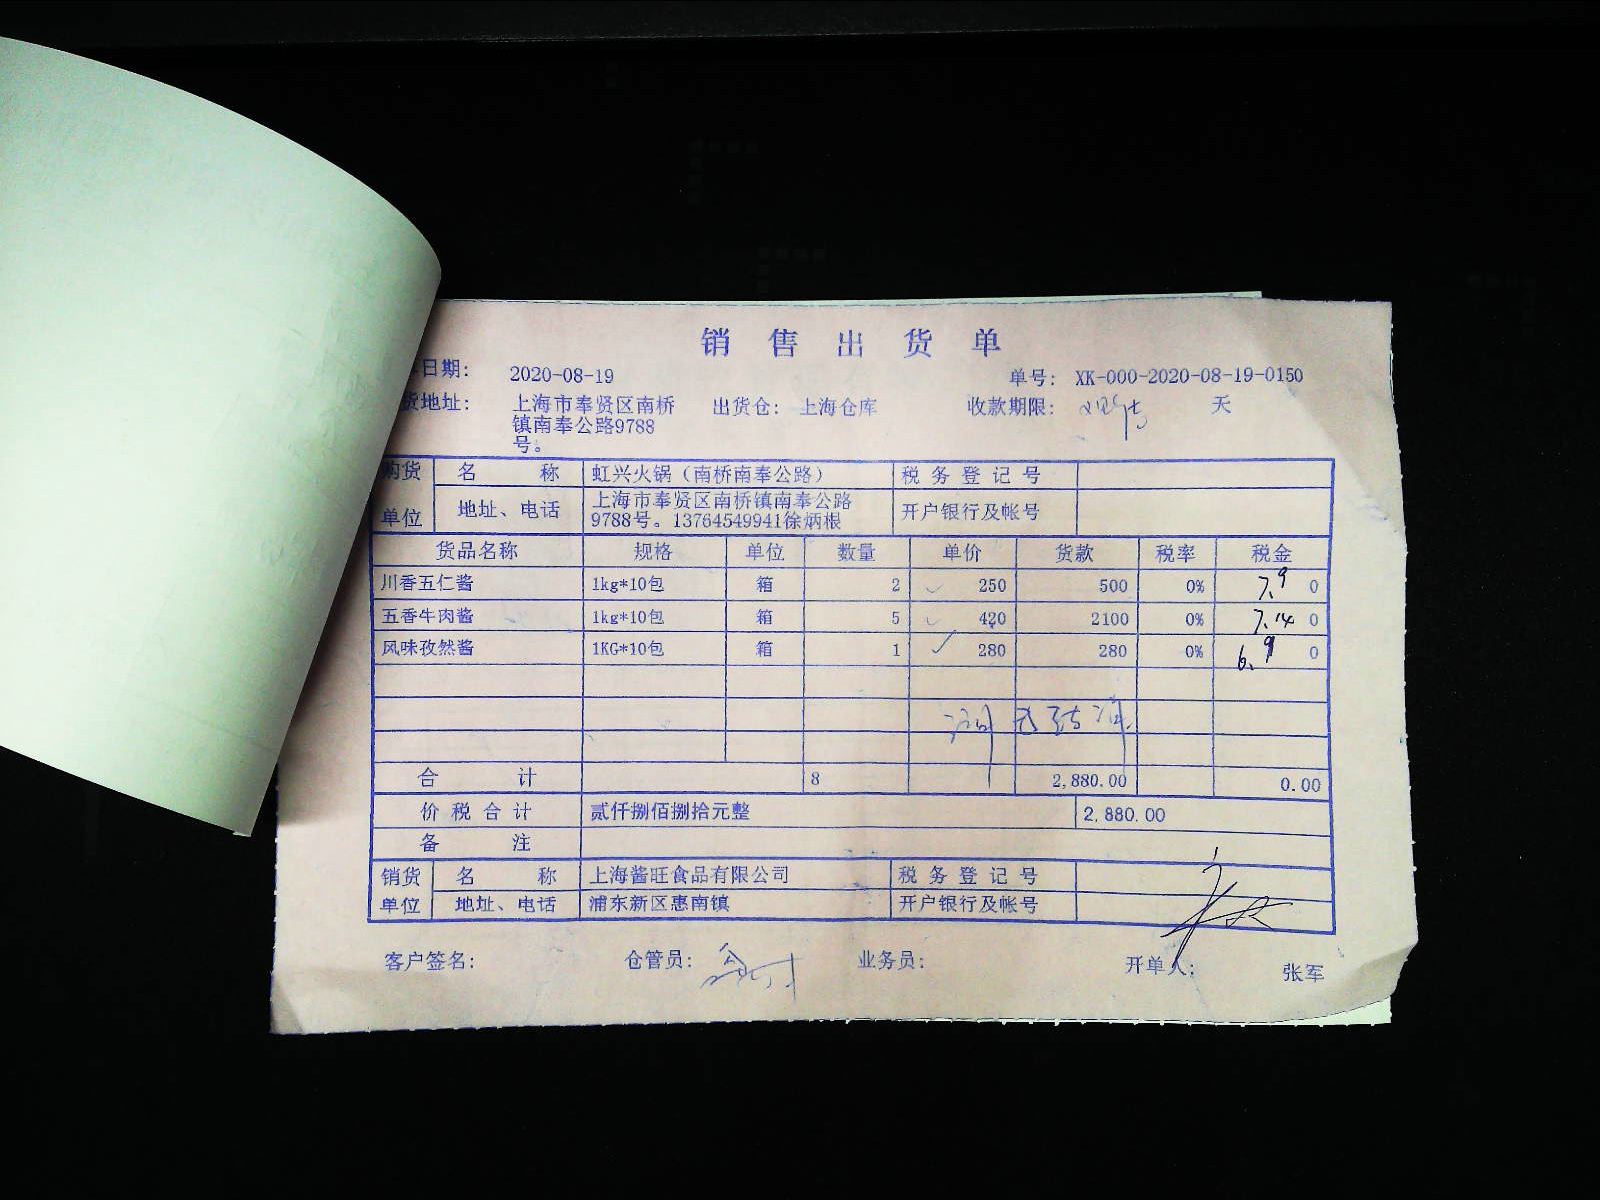 销售出货单
日期： 2020-08-19 单号： XK-000-2020-08-19-0150
货地址： 上海市奉贤区南桥 出货仓： 上海仓库 收款期限： 天
镇南奉公路9788
号。
购货 名称 虹兴火锅（南桥南奉公路） 税务登记号
单位 地址、电话 上海市奉贤区南桥镇南奉公路 开户银行及帐号
9788号。13764549941徐炳根
货品名称 规格 单位 数量 单价 货款 税率 税金
川香五仁酱 1kg*10包 箱 2 250 500 0% 7.9 0
五香牛肉酱 1kg*10包 箱 5 420 2100 0% 7.14 0
风味孜然酱 1KG*10包 箱 1 280 280 0% 6.9 0
合计 8 2,880.00 0.00
价税合计 贰仟捌佰捌拾元整 2,880.00
备注
销货 名称 上海酱旺食品有限公司 税务登记号
单位 地址、电话 浦东新区惠南镇 开户银行及帐号
客户签名： 仓管员： 业务员： 开单人： 张军